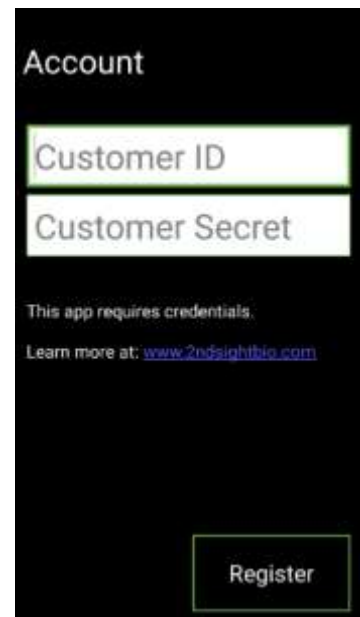 Account
Customer ID
Customer Secret
This app requires credentials.
Learn more at: www.2ndsightbio.com
Register